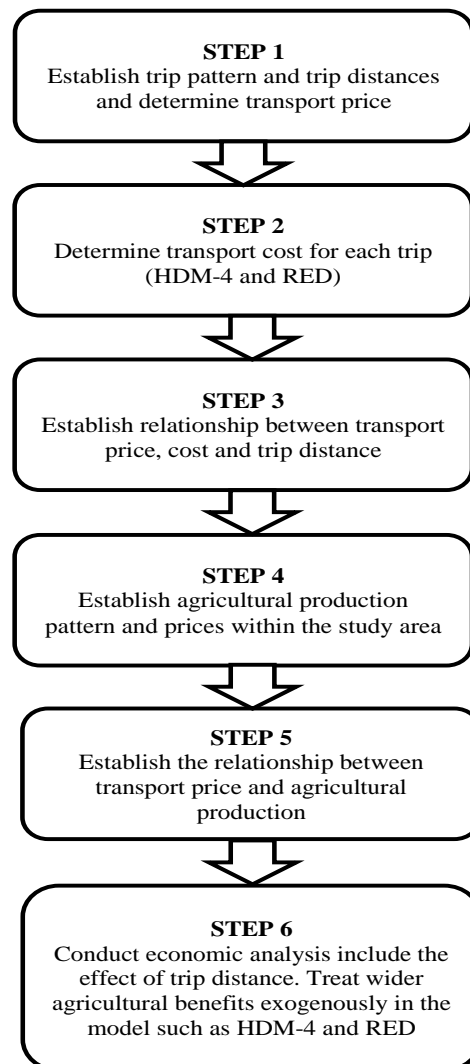 STEP 1
Establish trip pattern and trip distances
and determine transport price
STEP 2
Determine transport cost for each trip
(HDM-4 and RED)
STEP 3
Establish relationship between transport
price, cost and trip distance
STEP 4
Establish agricultural production
pattern and prices within the study area
STEP 5
Establish the relationship between
transport price and agricultural
production
STEP 6
Conduct economic analysis include the
effect of trip distance. Treat wider
agricultural benefits exogenously in the
model such as HDM-4 and RED